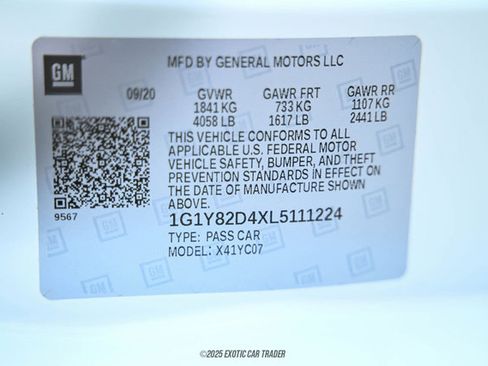 GM
MFD BY GENERAL MOTORS LLC
09/20 GVWR GAWR FRT GAWR RR
1841 KG 733 KG 1107 KG
4058 LB 1617 LB 2441 LB
THIS VEHICLE CONFORMS TO ALL
APPLICABLE U.S. FEDERAL MOTOR
VEHICLE SAFETY, BUMPER, AND THEFT
PREVENTION STANDARDS IN EFFECT ON
THE DATE OF MANUFACTURE SHOWN
ABOVE.
9567
1G1Y82D4XL5111224
TYPE: PASS CAR
MODEL: X41YC07
©2025 EXOTIC CAR TRADER